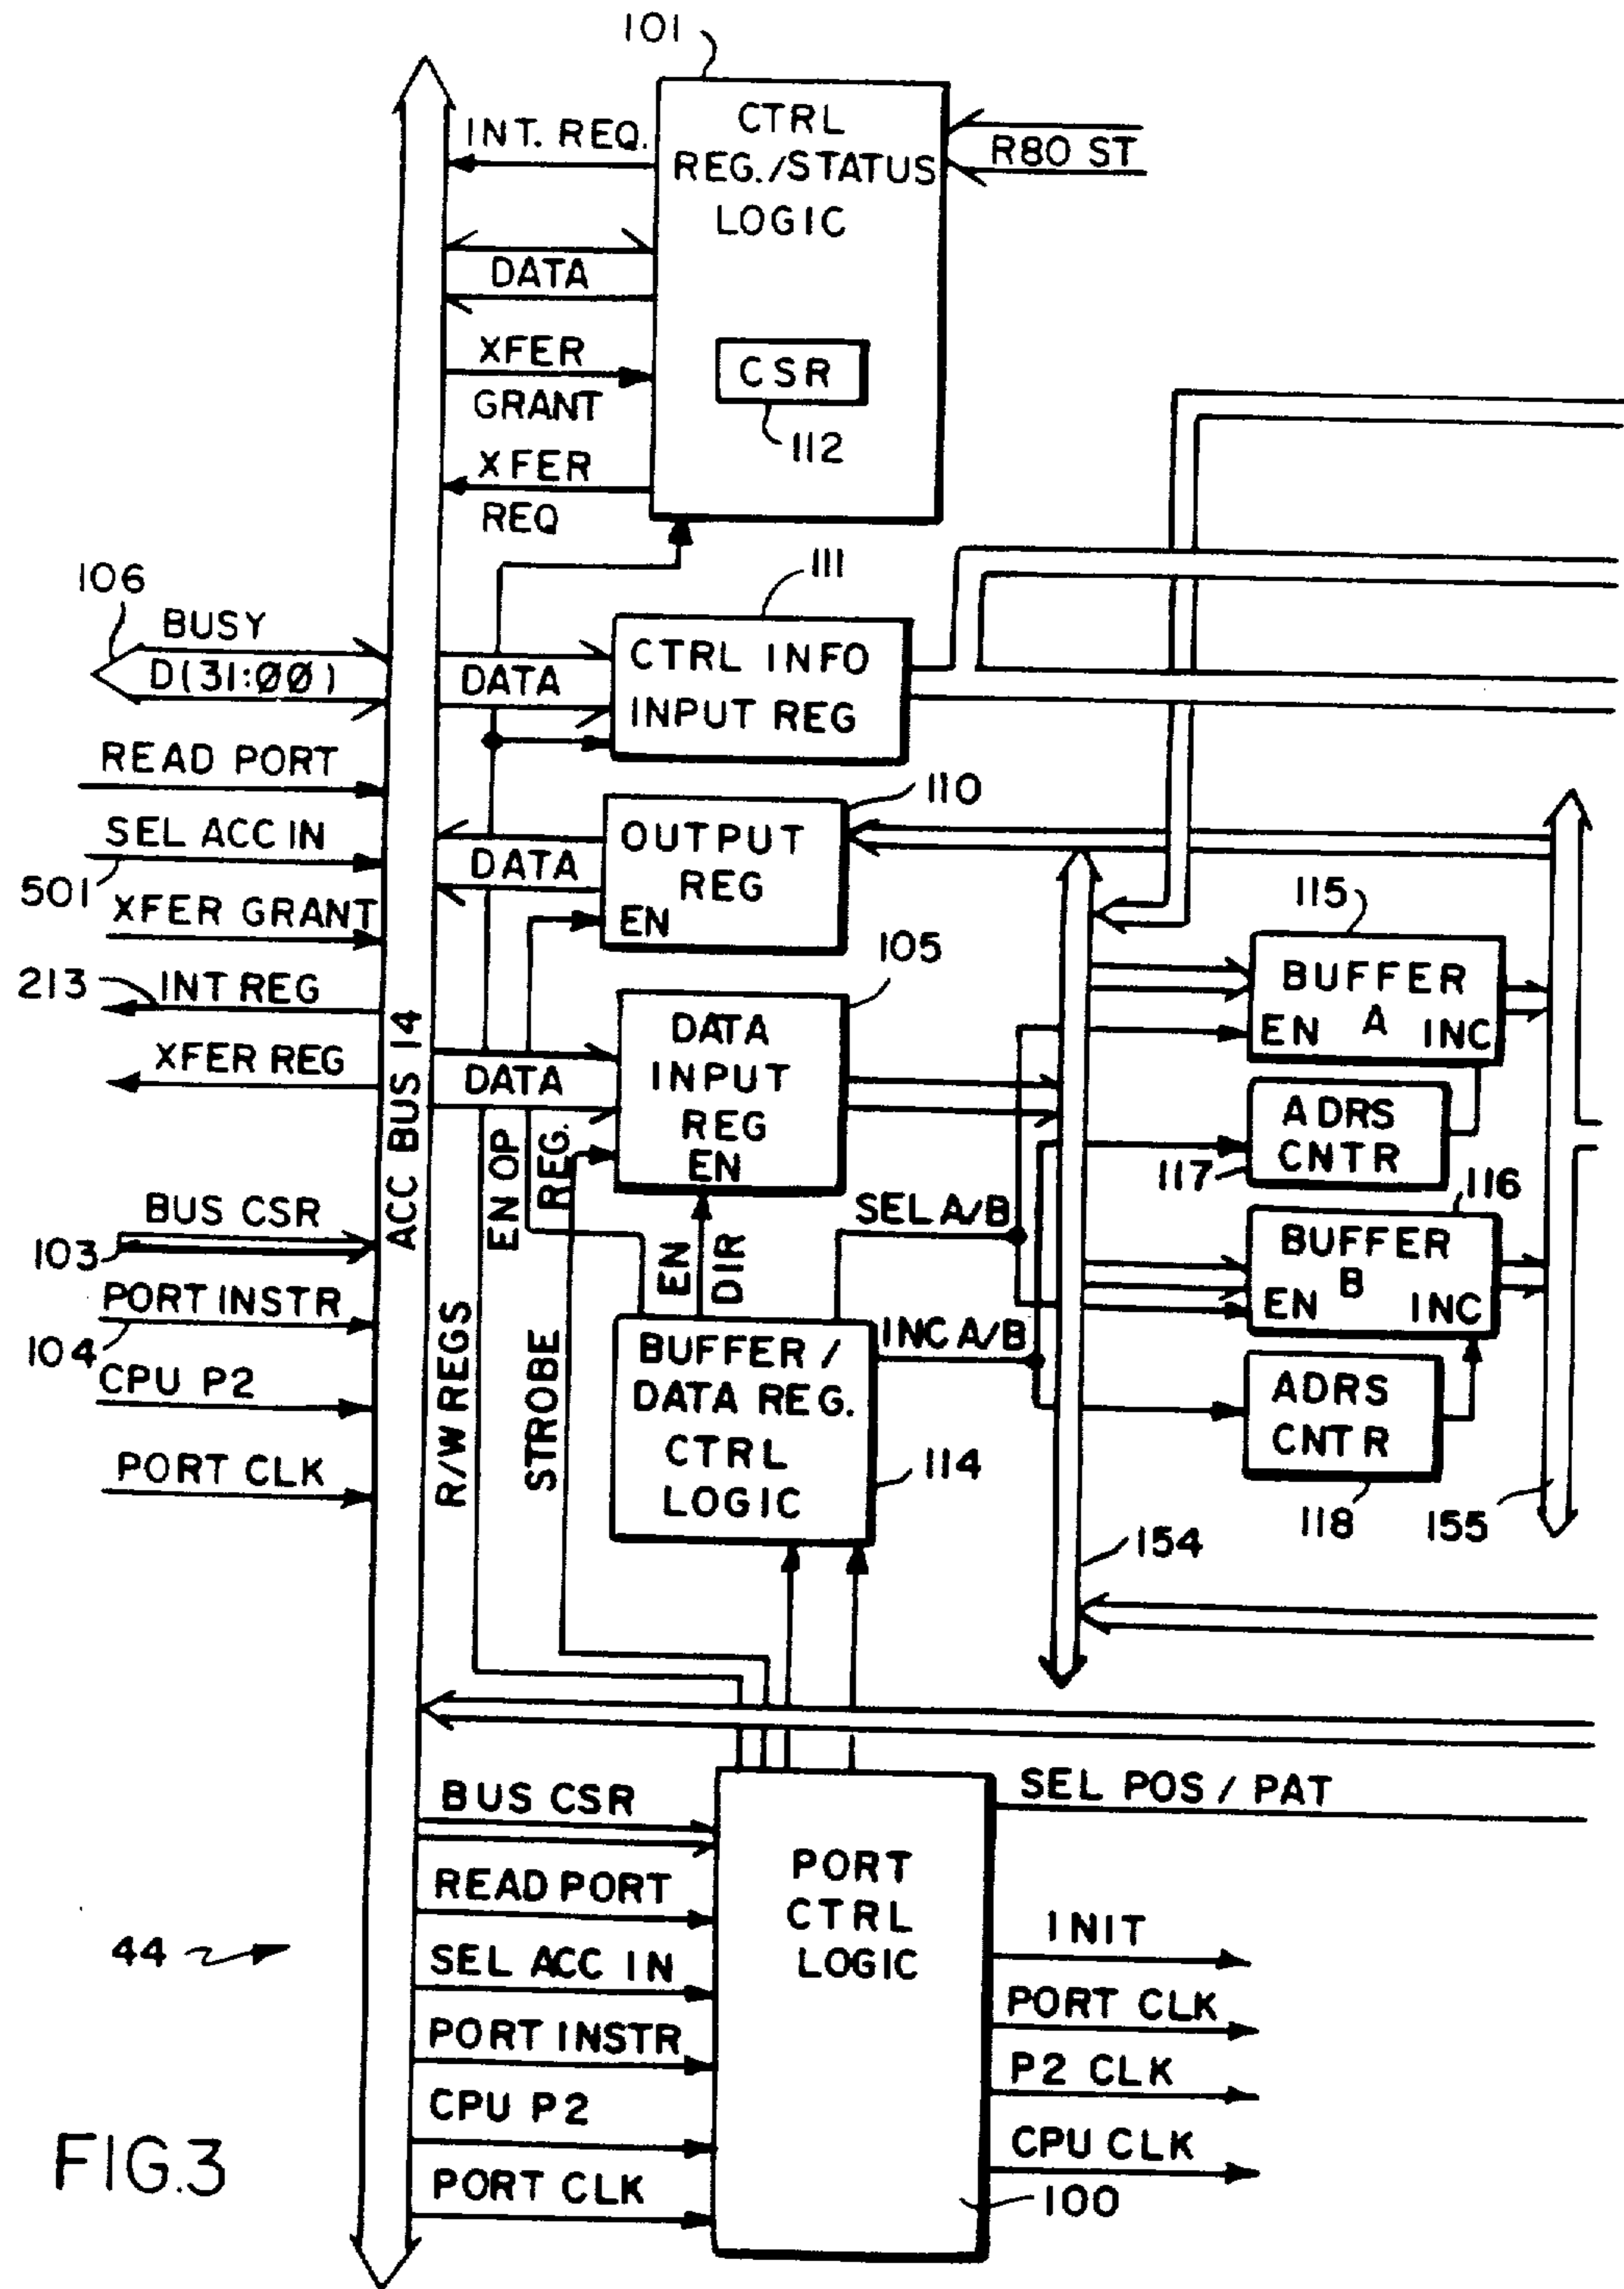 101
CTRL
REG./STATUS
LOGIC
INT. REQ.
R80 ST
DATA
XFER
GRANT
CSR
112
XFER
REQ
106
BUSY
D(31:00)
111
DATA
CTRL INFO
INPUT REG
READ PORT
110
SEL ACC IN
501
DATA
OUTPUT
REG
EN
XFER GRANT
105
115
213
INT REG
XFER REG
ACC BUS 14
DATA
DATA
INPUT
REG
EN
BUFFER
A
EN
INC
ADRS
CNTR
117
EN OP
REG.
116
BUS CSR
103
SEL A/B
EN
DIR
BUFFER
B
EN
INC
PORT INSTR
104
R/W REGS
STROBE
BUFFER /
DATA REG.
CTRL
LOGIC
INC A/B
CPU P2
ADRS
CNTR
PORT CLK
114
118
155
154
BUS CSR
SEL POS / PAT
PORT
CTRL
LOGIC
READ PORT
INIT
44
SEL ACC IN
PORT CLK
PORT INSTR
P2 CLK
CPU P2
CPU CLK
PORT CLK
100
FIG.3